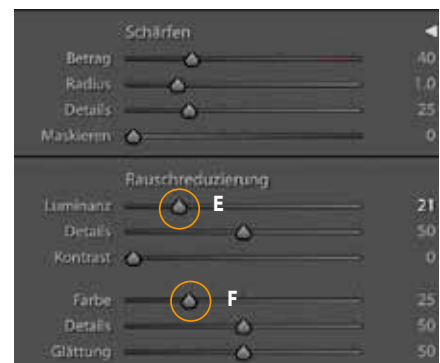 Schärfen
Betrag 40
Radius 1,0
Details 25
Maskieren 0
Rauschreduzierung
Luminanz E 21
Details 50
Kontrast 0
Farbe F 25
Details 50
Glättung 50